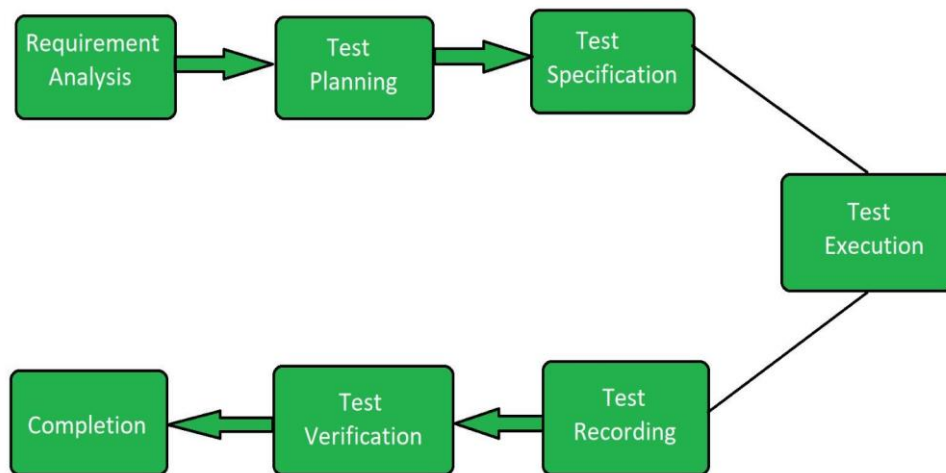 Requirement
Analysis
Test
Planning
Test
Specification
Test
Execution
Test
Recording
Test
Verification
Completion